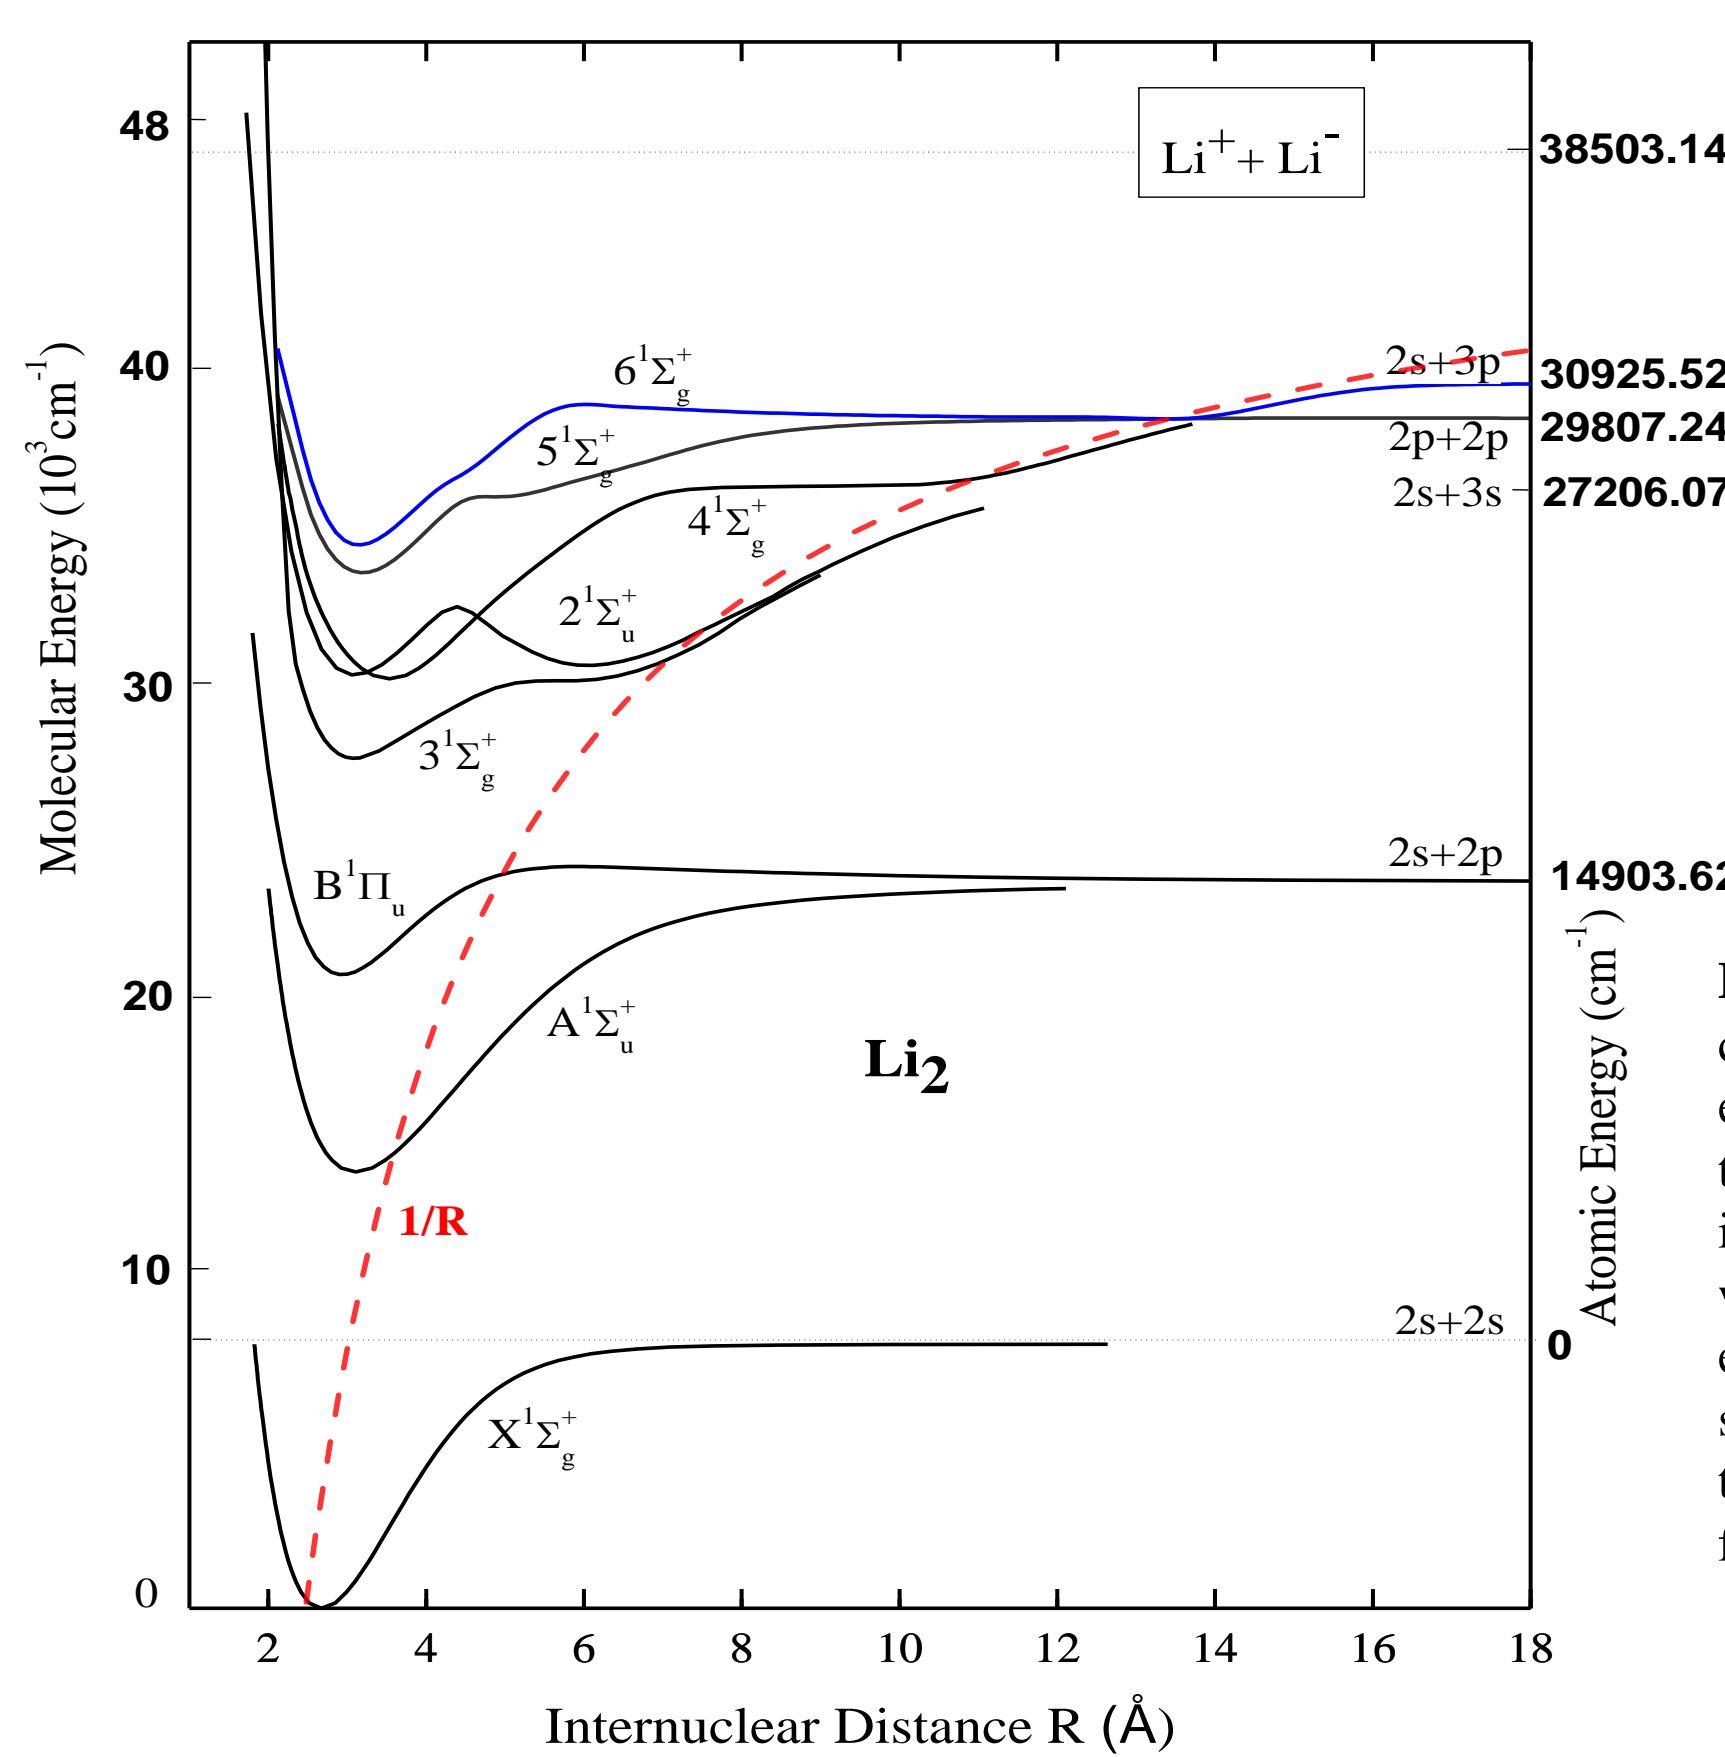 48
Li⁺ + Li⁻
38503.14
40
6¹Σg⁺
2s+3p
30925.52
5¹Σg⁺
2p+2p
29807.24
4¹Σg⁺
2s+3s
27206.07
2¹Σu⁺
30
3¹Σg⁺
Molecular Energy (10³cm⁻¹)
B¹Πu
2s+2p
14903.62
20
A¹Σu⁺
Li₂
Atomic Energy (cm⁻¹)
1/R
10
2s+2s
0
X¹Σg⁺
0
2 4 6 8 10 12 14 16 18
Internuclear Distance R (Å)